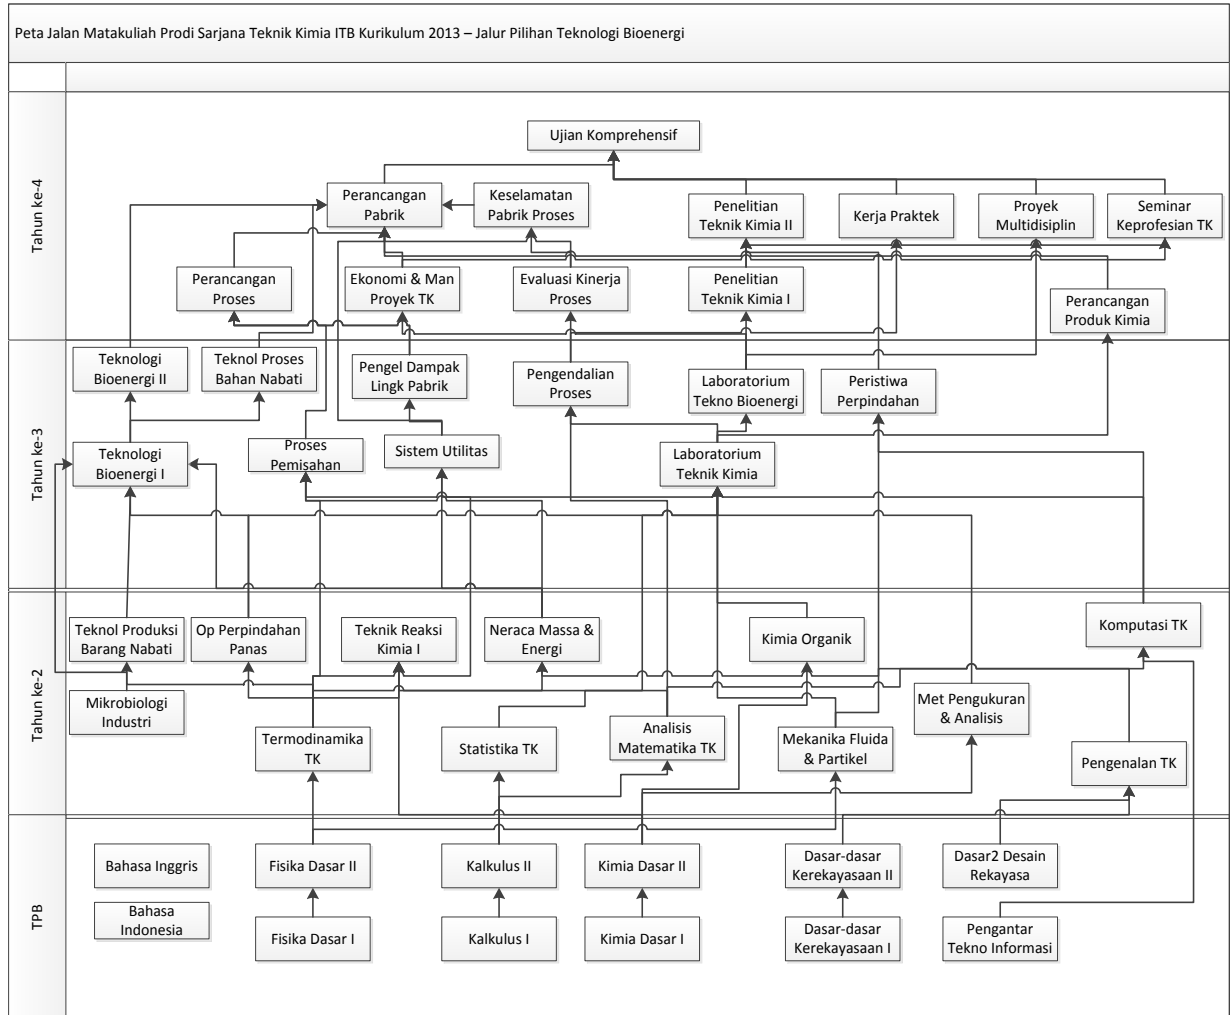 Peta Jalan Matakuliah Prodi Sarjana Teknik Kimia ITB Kurikulum 2013 – Jalur Pilihan Teknologi Bioenergi
Tahun ke-4
Ujian Komprehensif
Perancangan
Pabrik
Keselamatan
Pabrik Proses
Penelitian
Teknik Kimia II
Kerja Praktek
Proyek
Multidisiplin
Seminar
Keprofesian TK
Perancangan
Proses
Ekonomi & Man
Proyek TK
Evaluasi Kinerja
Proses
Penelitian
Teknik Kimia I
Perancangan
Produk Kimia
Tahun ke-3
Teknologi
Bioenergi II
Teknol Proses
Bahan Nabati
Pengel Dampak
Lingk Pabrik
Pengendalian
Proses
Laboratorium
Tekno Bioenergi
Peristiwa
Perpindahan
Teknologi
Bioenergi I
Proses
Pemisahan
Sistem Utilitas
Laboratorium
Teknik Kimia
Tahun ke-2
Teknol Produksi
Barang Nabati
Op Perpindahan
Panas
Teknik Reaksi
Kimia I
Neraca Massa &
Energi
Kimia Organik
Komputasi TK
Mikrobiologi
Industri
Termodinamika
TK
Statistika TK
Analisis
Matematika TK
Mekanika Fluida
& Partikel
Met Pengukuran
& Analisis
Pengenalan TK
TPB
Bahasa Inggris
Fisika Dasar II
Kalkulus II
Kimia Dasar II
Dasar-dasar
Kerekayasaan II
Dasar2 Desain
Rekayasa
Bahasa
Indonesia
Fisika Dasar I
Kalkulus I
Kimia Dasar I
Dasar-dasar
Kerekayasaan I
Pengantar
Tekno Informasi